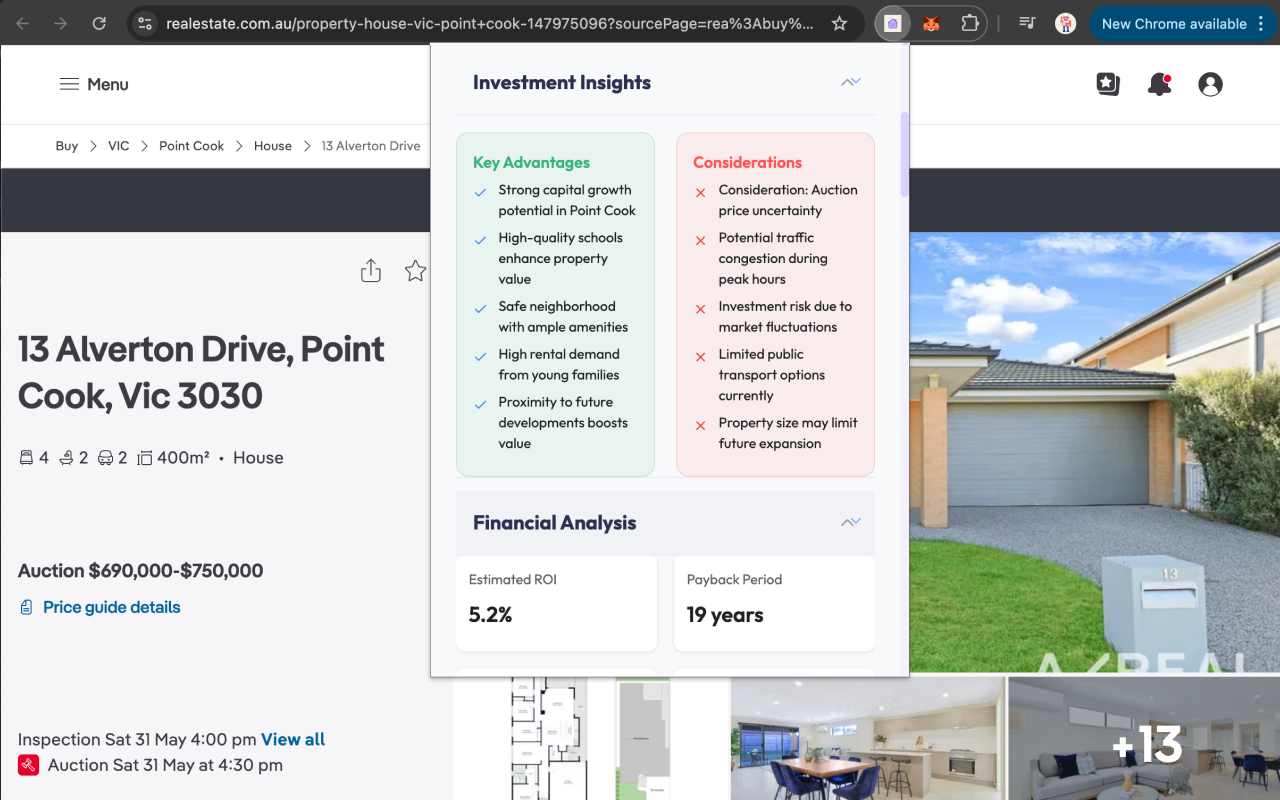 realestate.com.au/property-house-vic-point+cook-147975096?sourcePage=rea%3Abuy%...
New Chrome available
Menu
Buy > VIC > Point Cook > House > 13 Alverton Drive
13 Alverton Drive, Point
Cook, Vic 3030
4 2 2 400m² • House
Auction $690,000-$750,000
Price guide details
Inspection Sat 31 May 4:00 pm View all
Auction Sat 31 May at 4:30 pm
Investment Insights
Key Advantages
Strong capital growth
potential in Point Cook
High-quality schools
enhance property
value
Safe neighborhood
with ample amenities
High rental demand
from young families
Proximity to future
developments boosts
value
Considerations
Consideration: Auction
price uncertainty
Potential traffic
congestion during
peak hours
Investment risk due to
market fluctuations
Limited public
transport options
currently
Property size may limit
future expansion
Financial Analysis
Estimated ROI
5.2%
Payback Period
19 years
13
+13